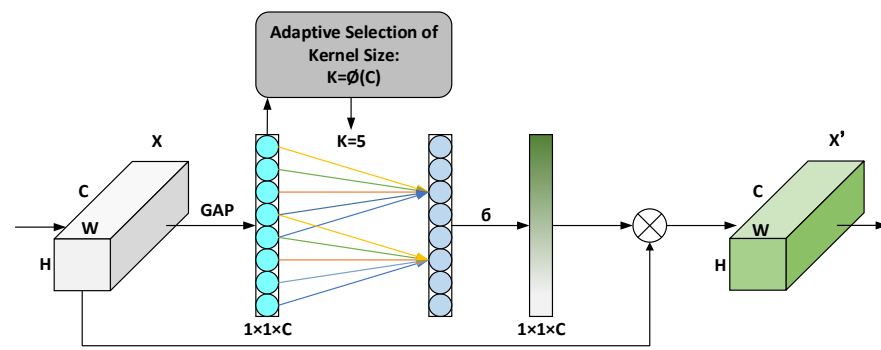 Adaptive Selection of
Kernel Size:
K=Ø(C)
X
K=5
X’
C
GAP
W
H
1×1×C
б
1×1×C
C
W
H